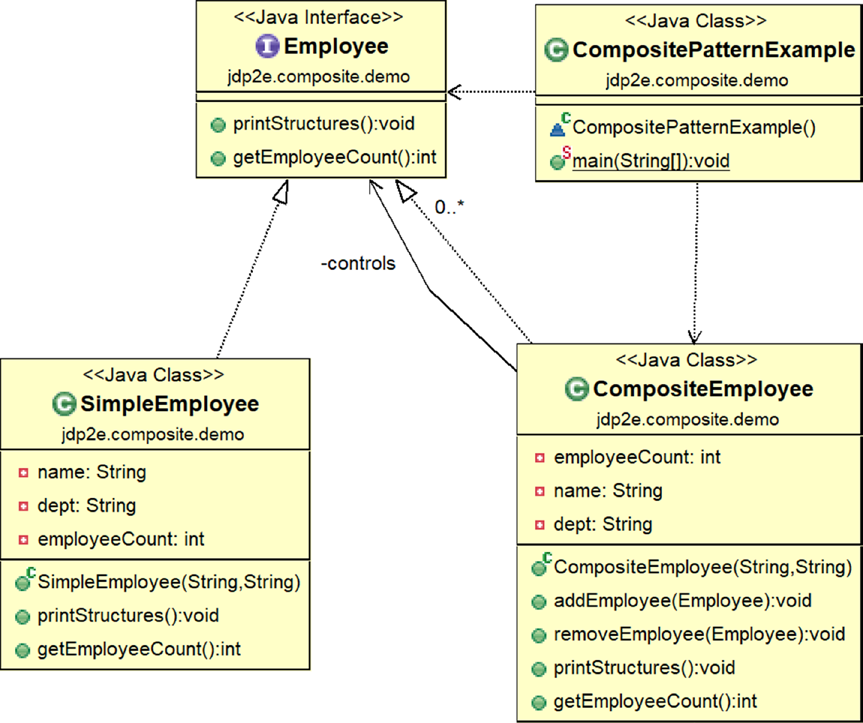 <<Java Interface>>
Employee
jdp2e.composite.demo
printStructures():void
getEmployeeCount():int
<<Java Class>>
CompositePatternExample
jdp2e.composite.demo
CompositePatternExample()
main(String[]):void
0..*
-controls
<<Java Class>>
SimpleEmployee
jdp2e.composite.demo
name: String
dept: String
employeeCount: int
SimpleEmployee(String,String)
printStructures():void
getEmployeeCount():int
<<Java Class>>
CompositeEmployee
jdp2e.composite.demo
employeeCount: int
name: String
dept: String
CompositeEmployee(String,String)
addEmployee(Employee):void
removeEmployee(Employee):void
printStructures():void
getEmployeeCount():int